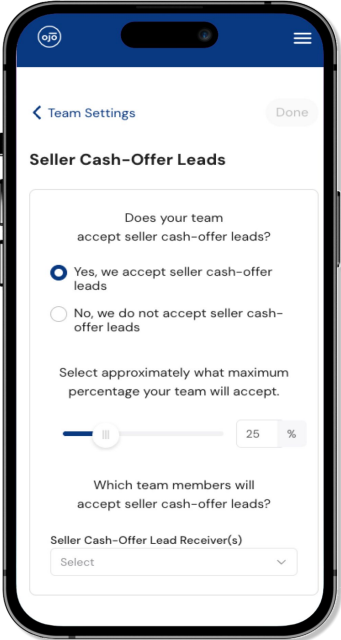 ojo
Team Settings
Done
Seller Cash-Offer Leads
Does your team
accept seller cash-offer leads?
Yes, we accept seller cash-offer
leads
No, we do not accept seller cash-
offer leads
Select approximately what maximum
percentage your team will accept.
25 %
Which team members will
accept seller cash-offer leads?
Seller Cash-Offer Lead Receiver(s)
Select